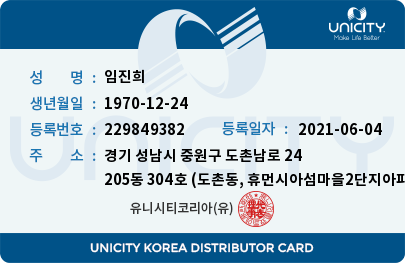 UNICITY
Make Life Better
성 명 : 임진희
생년월일 : 1970-12-24
등록번호 : 229849382 등록일자 : 2021-06-04
주 소 : 경기 성남시 중원구 도촌남로 24
205동 304호 (도촌동, 휴먼시아섬마을2단지아파
유니시티코리아(유)
UNICITY KOREA DISTRIBUTOR CARD